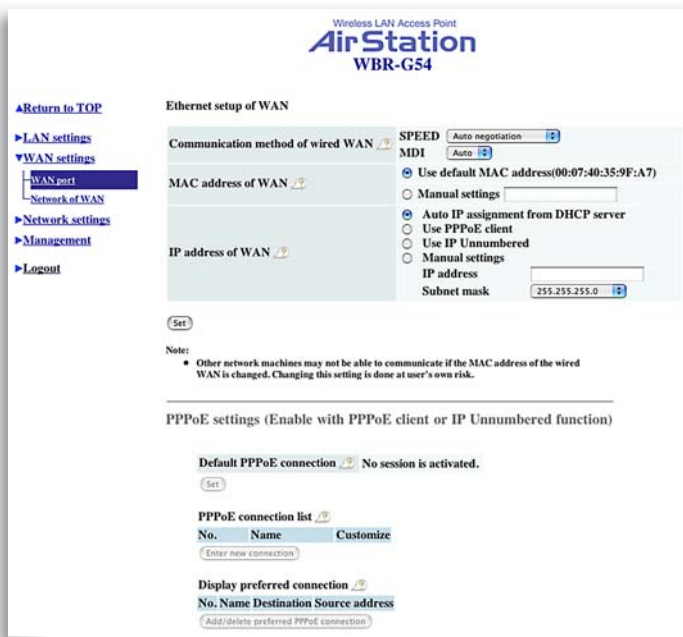 Wireless LAN Access Point
AirStation
WBR-G54
Return to TOP
LAN settings
WAN settings
WAN port
Network of WAN
Network settings
Management
Logout
Ethernet setup of WAN
Communication method of wired WAN
SPEED Auto negotiation
MDI Auto
MAC address of WAN
Use default MAC address(00:07:40:35:9F:A7)
Manual settings
IP address of WAN
Auto IP assignment from DHCP server
Use PPPoE client
Use IP Unnumbered
Manual settings
IP address
Subnet mask 255.255.255.0
Set
Note:
• Other network machines may not be able to communicate if the MAC address of the wired
WAN is changed. Changing this setting is done at user's own risk.
PPPoE settings (Enable with PPPoE client or IP Unnumbered function)
Default PPPoE connection No session is activated.
Set
PPPoE connection list
No. Name Customize
Enter new connection
Display preferred connection
No. Name Destination Source address
Add/delete preferred PPPoE connection